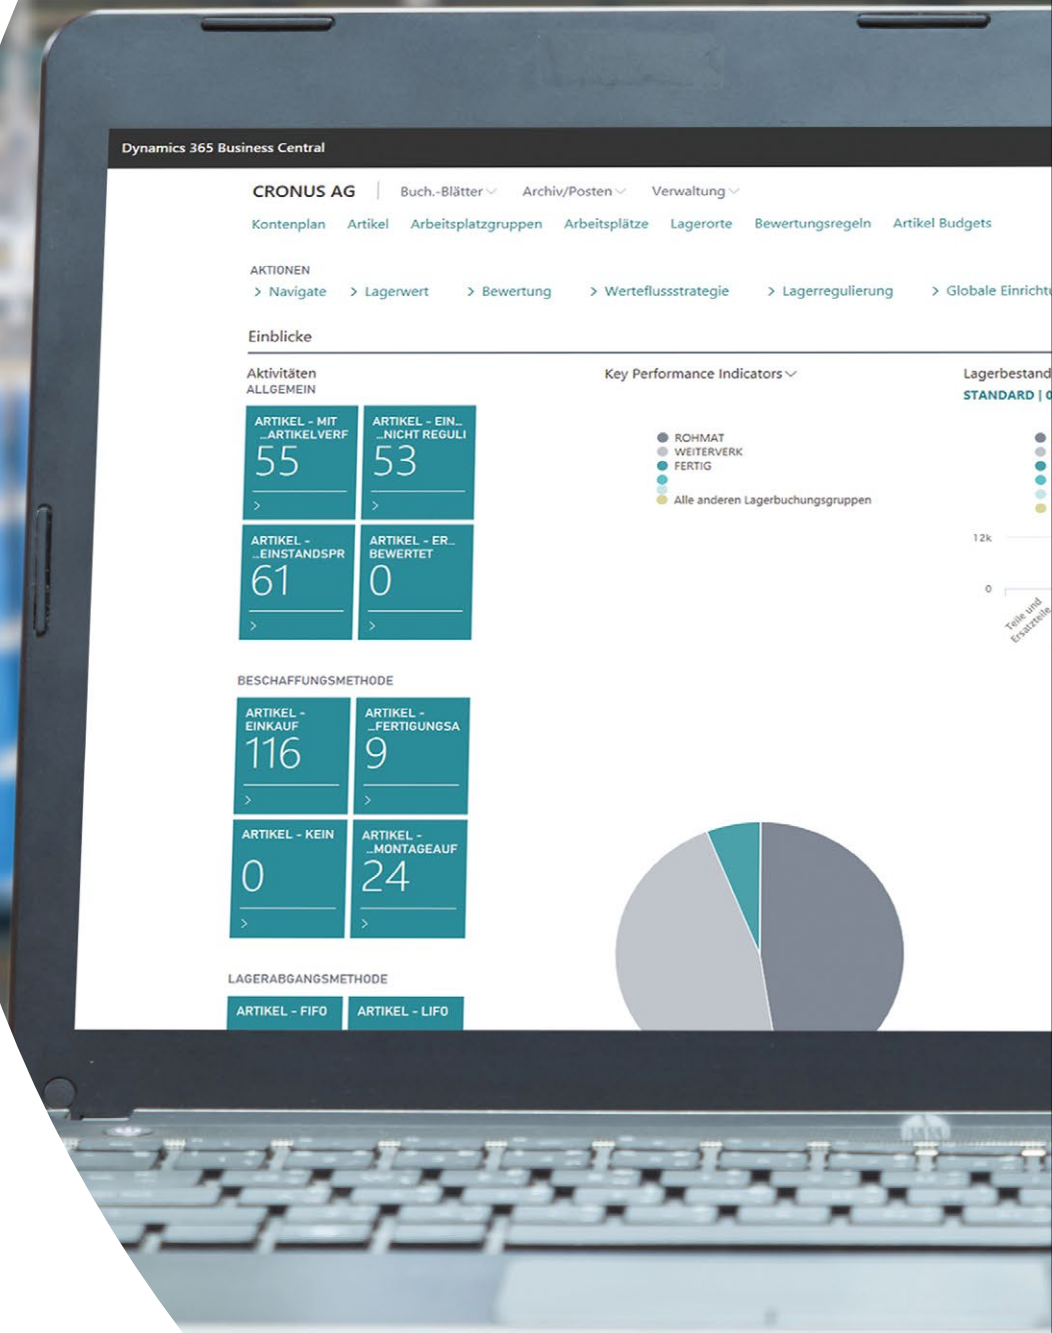 Dynamics 365 Business Central
CRONUS AG | Buch.-Blätter Archiv/Posten Verwaltung
Kontenplan Artikel Arbeitsplatzgruppen Arbeitsplätze Lagerorte Bewertungsregeln Artikel Budgets
AKTIONEN
> Navigate > Lagerwert > Bewertung > Werteflussstrategie > Lagerregulierung > Globale Einricht
Einblicke
Aktivitäten
ALLGEMEIN
ARTIKEL - MIT
...ARTIKELVERF
55
>
ARTIKEL - EIN...
...NICHT REGULI
53
>
ARTIKEL -
...EINSTANDSPR
61
>
ARTIKEL - ER...
BEWERTET
0
>
BESCHAFFUNGSMETHODE
ARTIKEL -
EINKAUF
116
>
ARTIKEL -
...FERTIGUNGSA
9
>
ARTIKEL - KEIN
0
>
ARTIKEL -
...MONTAGEAUF
24
>
LAGERABGANGSMETHODE
ARTIKEL - FIFO
ARTIKEL - LIFO
Key Performance Indicators
ROHMAT
WEITERVERK
FERTIG
Alle anderen Lagerbuchungsgruppen
Lagerbestand
STANDARD | 0
12k
0
Teile und
Ersatzteile